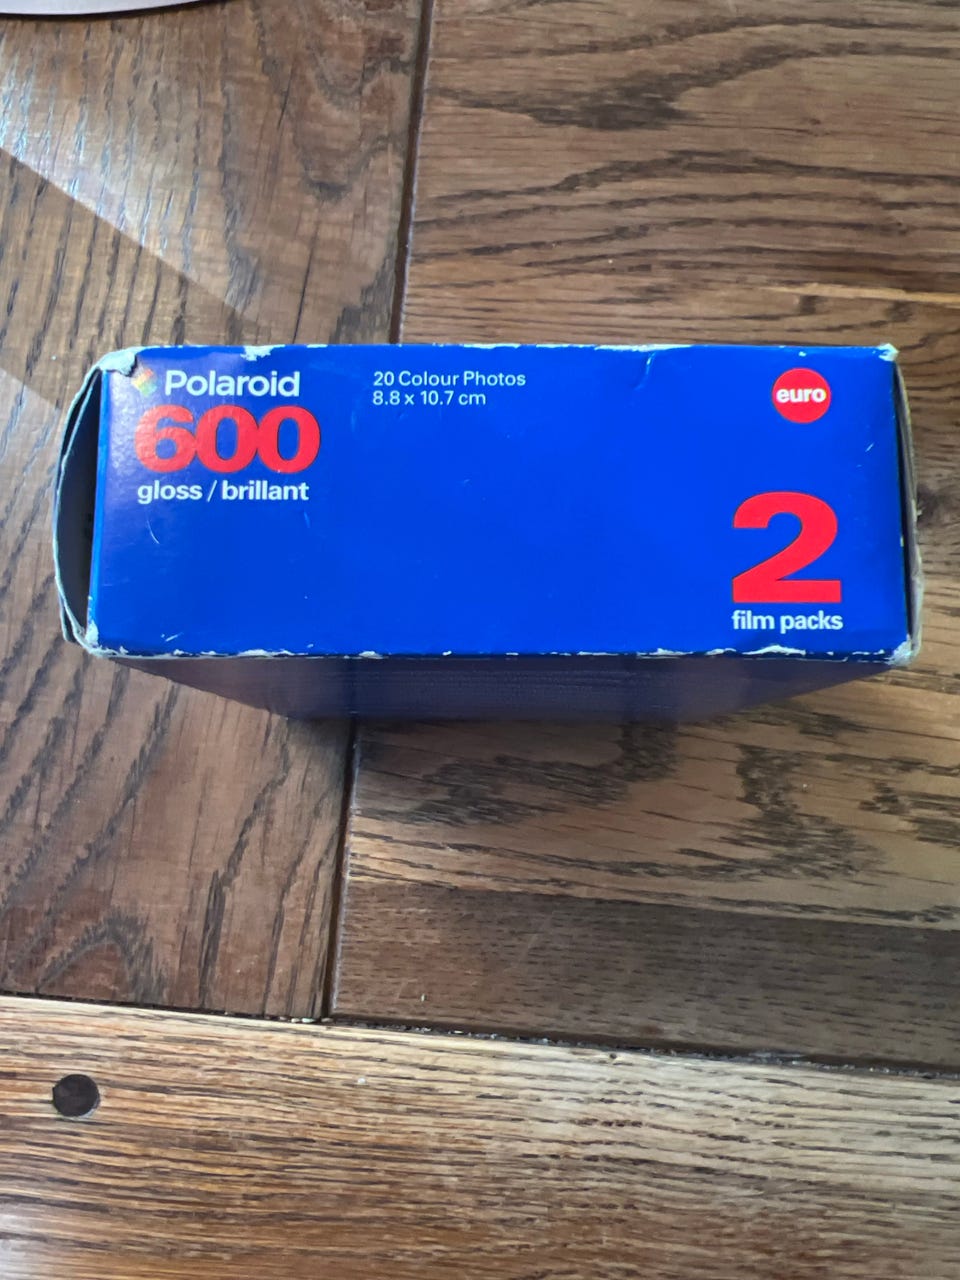 Polaroid
600
gloss / brillant
20 Colour Photos
8.8 x 10.7 cm
euro
2
film packs